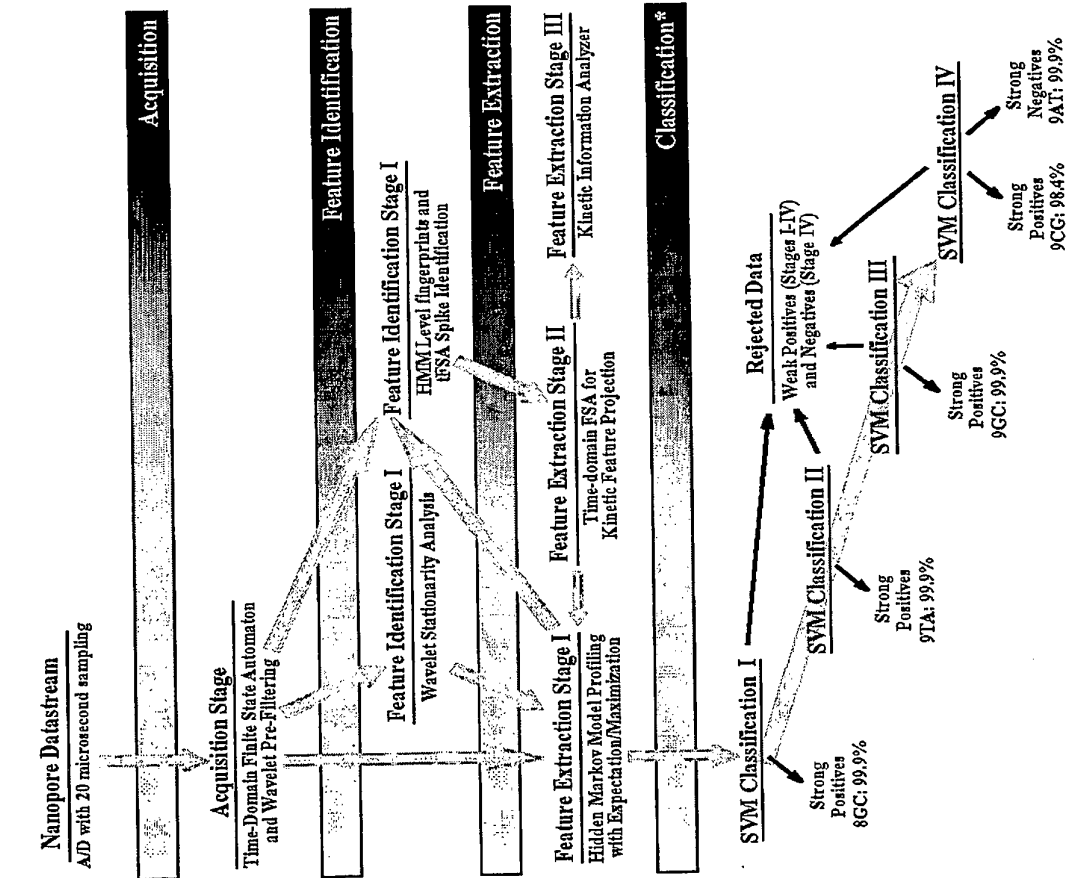 Nanopore Datastream
A/D with 20 microsecond sampling
Acquisition
Acquisition Stage
Time-Domain Finite State Automaton
and Wavelet Pre-Filtering
Feature Identification
Feature Identification Stage I
Wavelet Stationarity Analysis
Feature Identification Stage I
HMM Level fingerprints and
tFSA Spike Identification
Feature Extraction
Feature Extraction Stage I
Hidden Markov Model Profiling
with Expectation/Maximization
Feature Extraction Stage II
Time-domain FSA for
Kinetic Feature Projection
Feature Extraction Stage III
Kinetic Information Analyzer
Classification*
SVM Classification I
Strong
Positives
8GC: 99.9%
Rejected Data
Weak Positives (Stages I-IV)
and Negatives (Stage IV)
SVM Classification II
Strong
Positives
9TA: 99.9%
SVM Classification III
Strong
Positives
9GC: 99.9%
SVM Classification IV
Strong
Positives
9CG: 98.4%
Strong
Negatives
9AT: 99.9%